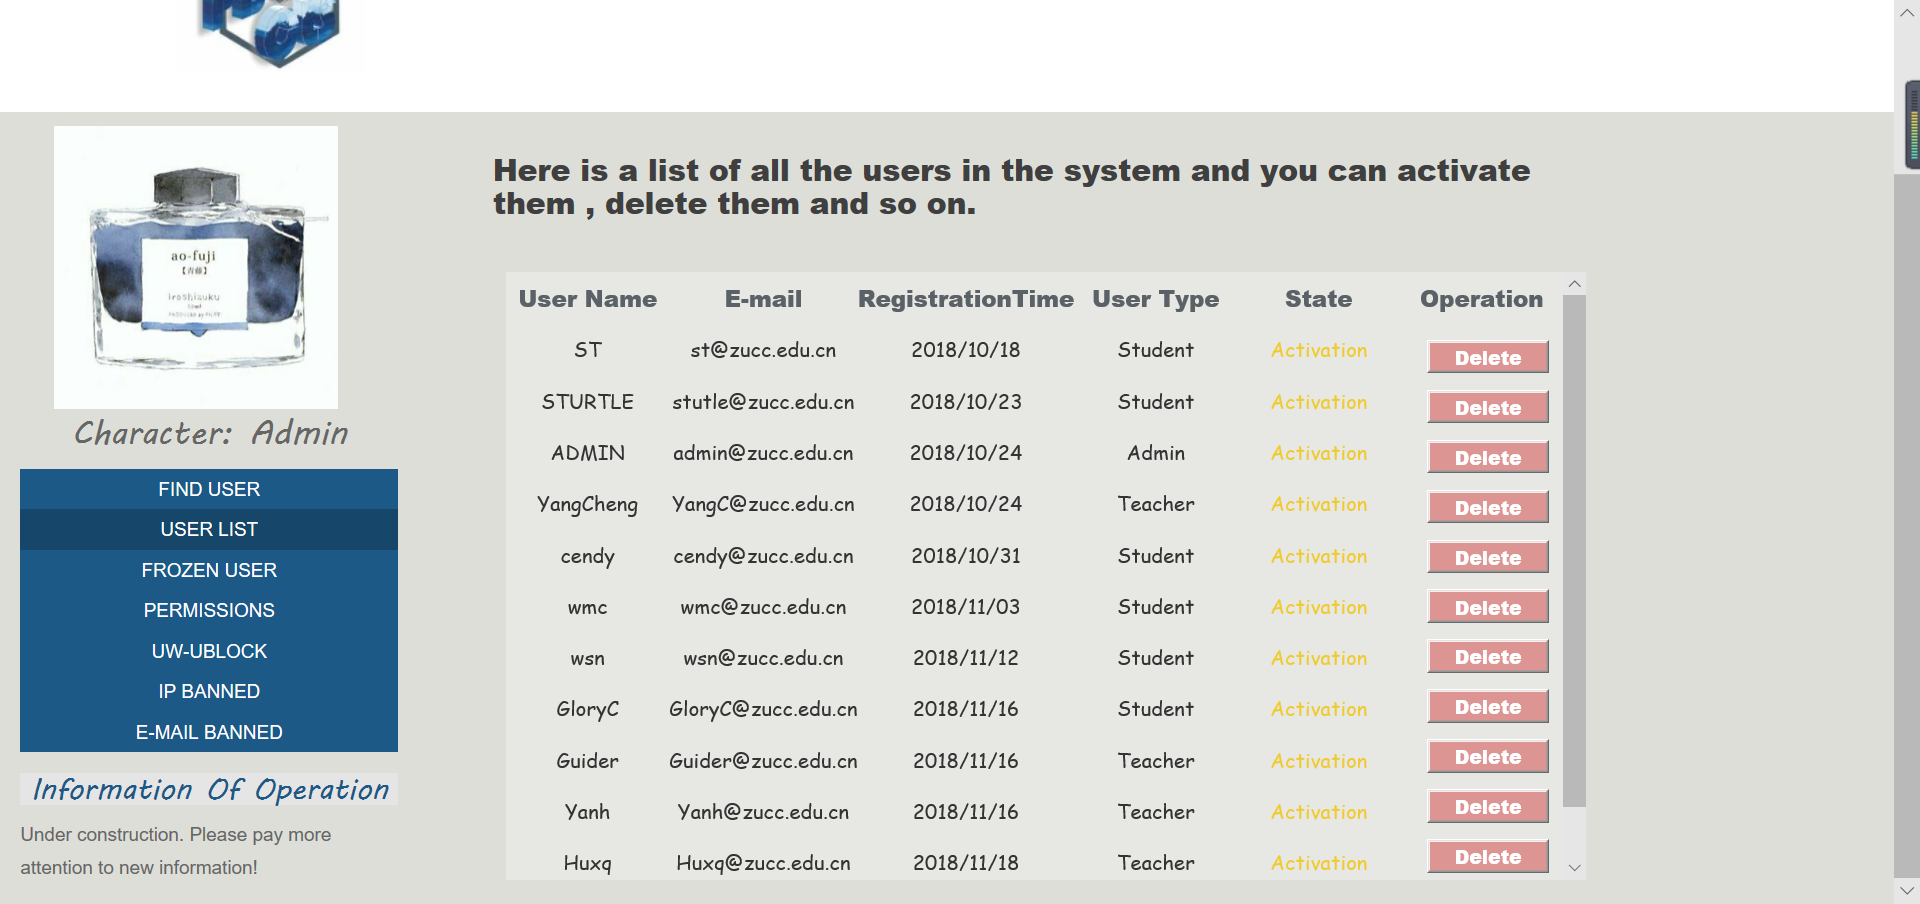 ao-fuji
iroshizuku
Character: Admin
FIND USER
USER LIST
FROZEN USER
PERMISSIONS
UW-UBLOCK
IP BANNED
E-MAIL BANNED
Information Of Operation
Under construction. Please pay more
attention to new information!
Here is a list of all the users in the system and you can activate
them , delete them and so on.
User Name E-mail RegistrationTime User Type State Operation
ST st@zucc.edu.cn 2018/10/18 Student Activation Delete
STURTLE stutle@zucc.edu.cn 2018/10/23 Student Activation Delete
ADMIN admin@zucc.edu.cn 2018/10/24 Admin Activation Delete
YangCheng YangC@zucc.edu.cn 2018/10/24 Teacher Activation Delete
cendy cendy@zucc.edu.cn 2018/10/31 Student Activation Delete
wmc wmc@zucc.edu.cn 2018/11/03 Student Activation Delete
wsn wsn@zucc.edu.cn 2018/11/12 Student Activation Delete
GloryC GloryC@zucc.edu.cn 2018/11/16 Student Activation Delete
Guider Guider@zucc.edu.cn 2018/11/16 Teacher Activation Delete
Yanh Yanh@zucc.edu.cn 2018/11/16 Teacher Activation Delete
Huxq Huxq@zucc.edu.cn 2018/11/18 Teacher Activation Delete